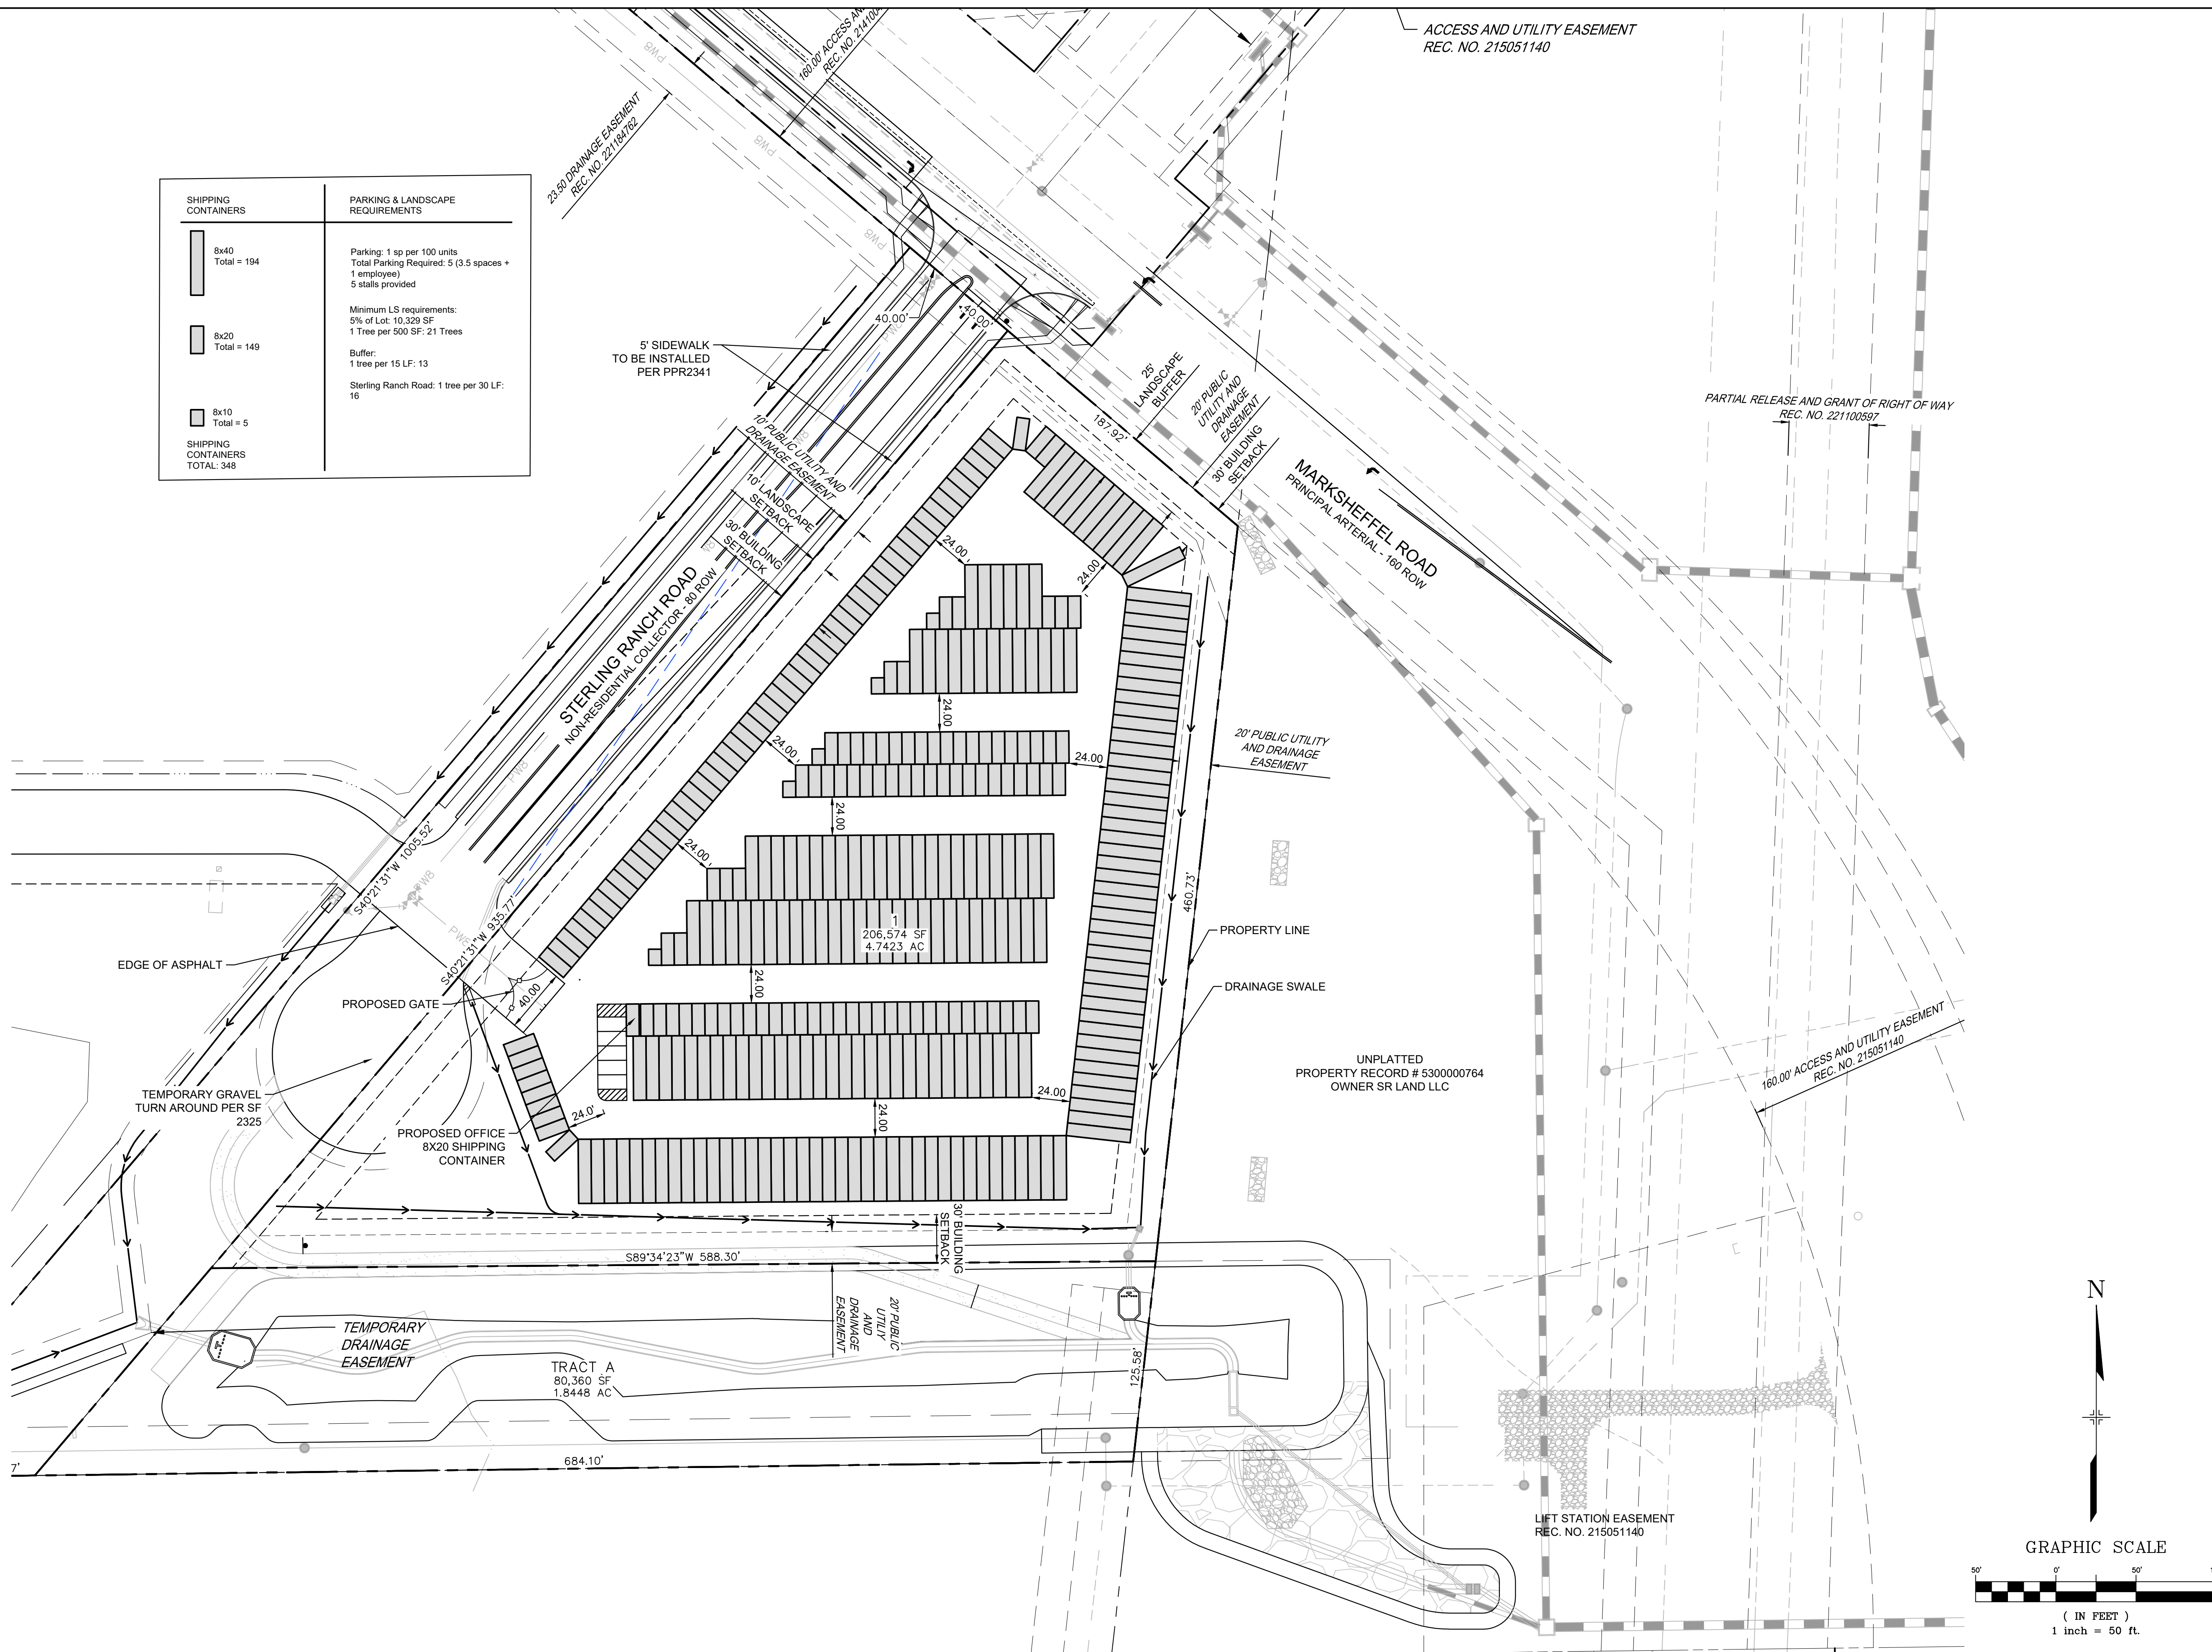 ACCESS AND UTILITY EASEMENT
REC. NO. 215051140
160.00' ACCESS AN
REC. NO. 214100
23.50 DRAINAGE EASEMENT
REC. NO. 221184762
PW8
PW8
PW8
SHIPPING
CONTAINERS
8x40
Total = 194
8x20
Total = 149
8x10
Total = 5
SHIPPING
CONTAINERS
TOTAL: 348
PARKING & LANDSCAPE
REQUIREMENTS
Parking: 1 sp per 100 units
Total Parking Required: 5 (3.5 spaces +
1 employee)
5 stalls provided
Minimum LS requirements:
5% of Lot: 10,329 SF
1 Tree per 500 SF: 21 Trees
Buffer:
1 tree per 15 LF: 13
Sterling Ranch Road: 1 tree per 30 LF:
16
40.00'
40.00'
5' SIDEWALK
TO BE INSTALLED
PER PPR2341
25'
LANDSCAPE
BUFFER
20' PUBLIC
UTILITY AND
DRAINAGE
EASEMENT
30' BUILDING
SETBACK
187.92'
MARKSHEFFEL ROAD
PRINCIPAL ARTERIAL - 160 ROW
PARTIAL RELEASE AND GRANT OF RIGHT OF WAY
REC. NO. 221100597
10' PUBLIC UTILITY AND
DRAINAGE EASEMENT
10' LANDSCAPE
SETBACK
30' BUILDING
SETBACK
STERLING RANCH ROAD
NON-RESIDENTIAL COLLECTOR - 80 ROW
24.00'
24.00
24.00
24.00'
24.00
20' PUBLIC UTILITY
AND DRAINAGE
EASEMENT
24.00
24.00'
PW8
S40°21'31"W 1005.52'
PW8
S40°21'31"W 935.77'
1
206,574 SF
4.7423 AC
460.73'
PROPERTY LINE
EDGE OF ASPHALT
PROPOSED GATE
40.00
24.00
DRAINAGE SWALE
UNPLATTED
PROPERTY RECORD # 5300000764
OWNER SR LAND LLC
160.00' ACCESS AND UTILITY EASEMENT
REC. NO. 215051140
TEMPORARY GRAVEL
TURN AROUND PER SF
2325
24.00
24.00
24.0'
PROPOSED OFFICE
8X20 SHIPPING
CONTAINER
30' BUILDING
SETBACK
S89°34'23"W 588.30'
20' PUBLIC
UTILIY
AND
DRAINAGE
EASEMENT
TEMPORARY
DRAINAGE
EASEMENT
TRACT A
80,360 SF
1.8448 AC
125.58'
684.10'
7'
LIFT STATION EASEMENT
REC. NO. 215051140
N
GRAPHIC SCALE
50' 0' 50'
( IN FEET )
1 inch = 50 ft.